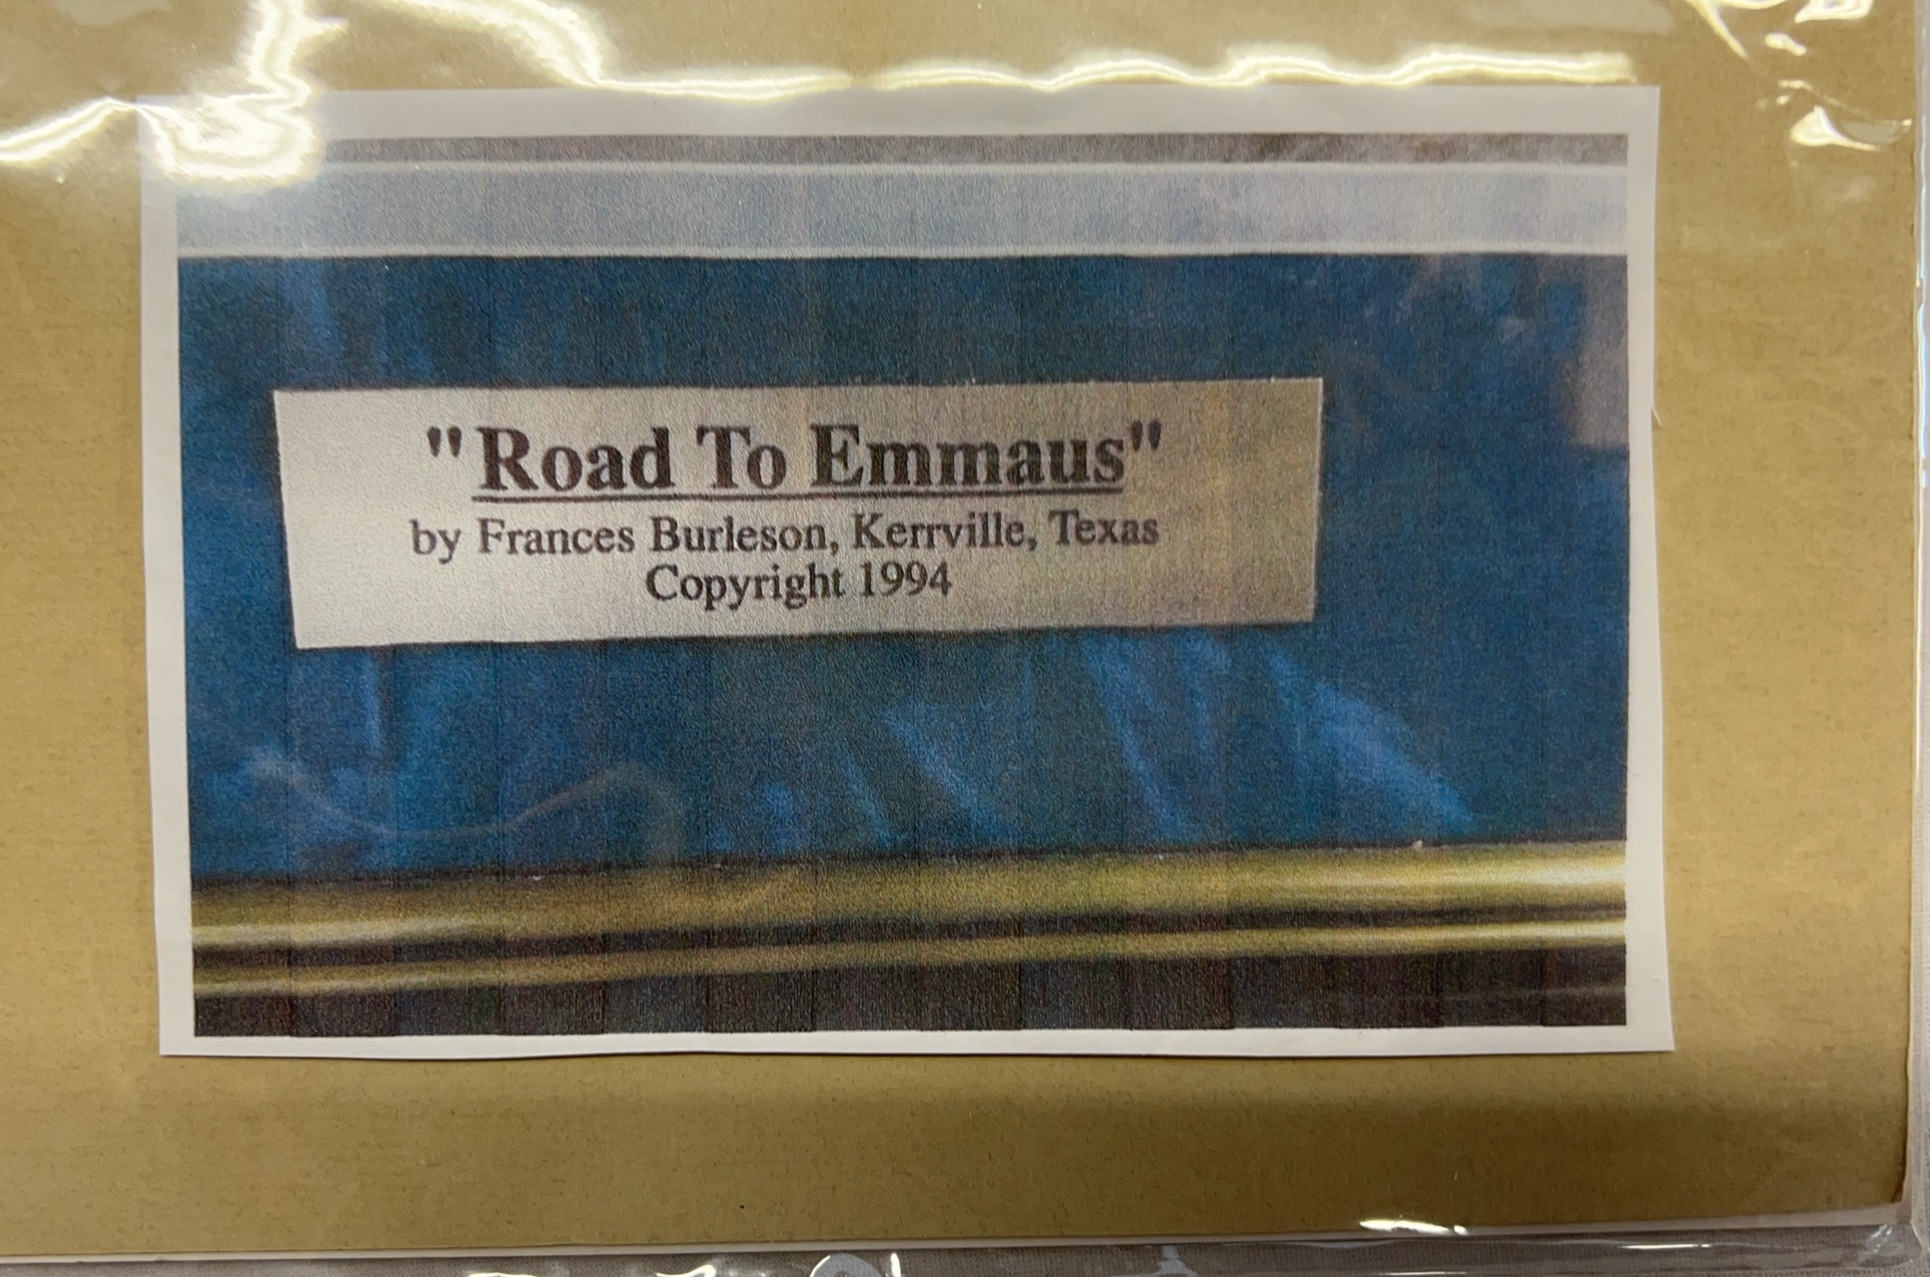 "Road To Emmaus"
by Frances Burleson, Kerrville, Texas
Copyright 1994